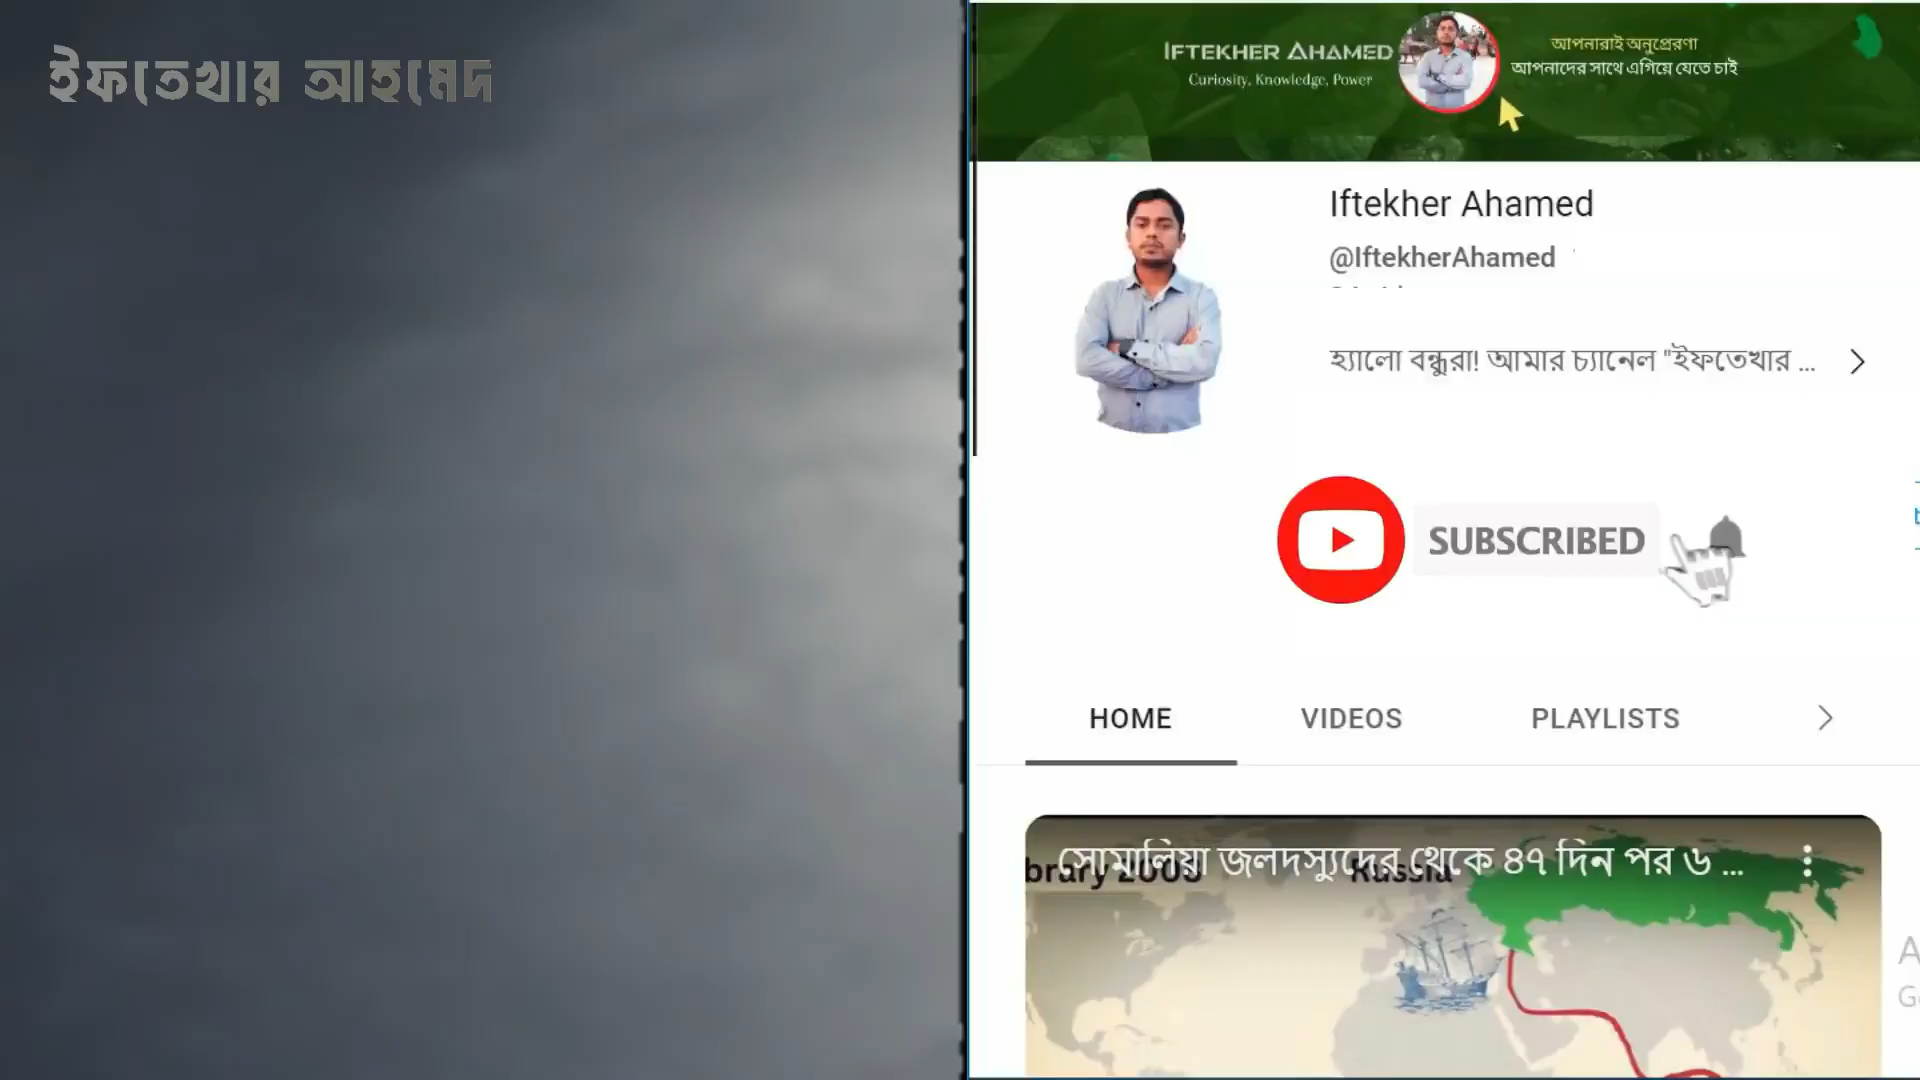 ইফতেখার আহমেদ
IFTEKHER AHAMED
Curiosity, Knowledge, Power
আপনারাই অনুপ্রেরণা
আপনাদের সাথে এগিয়ে যেতে চাই
Iftekher Ahamed
@IftekherAhamed
হ্যালো বন্ধুরা! আমার চ্যানেল "ইফতেখার ...
SUBSCRIBED
HOME VIDEOS PLAYLISTS
সোমালিয়া জলদস্যুদের থেকে ৪৭ দিন পর ৬ ...
Russia